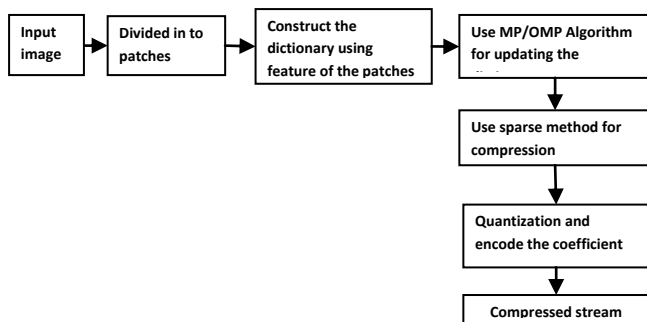 Input
image
Divided in to
patches
Construct the
dictionary using
feature of the patches
Use MP/OMP Algorithm
for updating the
Use sparse method for
compression
Quantization and
encode the coefficient
Compressed stream